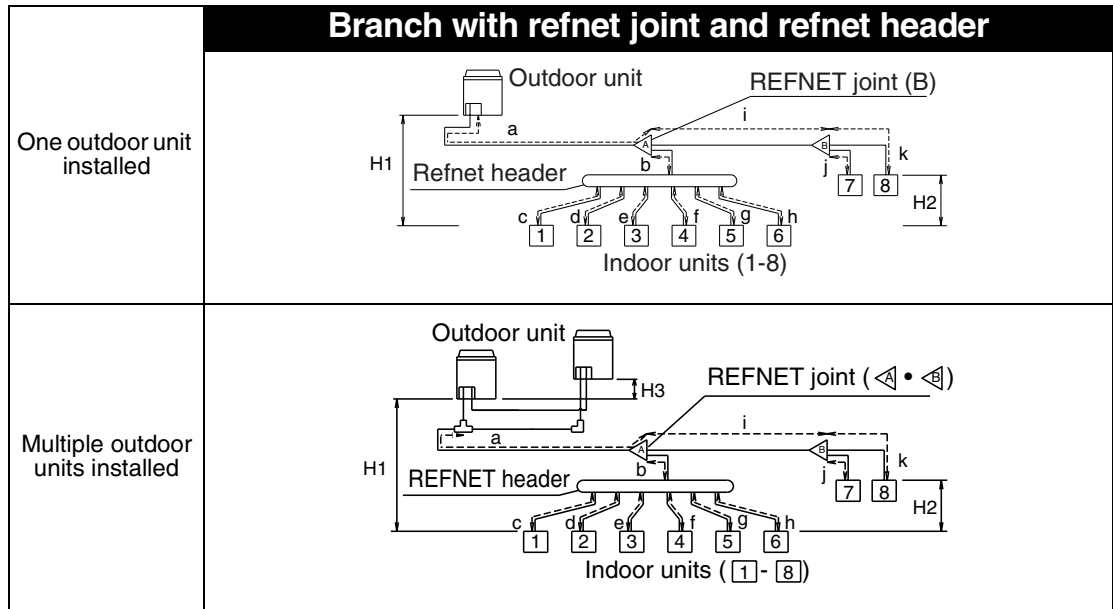 Branch with refnet joint and refnet header
One outdoor unit
installed
Outdoor unit
REFNET joint (B)
a
i
A
B
H1
b
j
k
Refnet header
7
8
H2
c
d
e
f
g
h
1
2
3
4
5
6
Indoor units (1-8)
Multiple outdoor
units installed
Outdoor unit
H3
REFNET joint ( A • B )
a
i
A
B
H1
b
j
k
REFNET header
7
8
H2
c
d
e
f
g
h
1
2
3
4
5
6
Indoor units ( 1 - 8 )